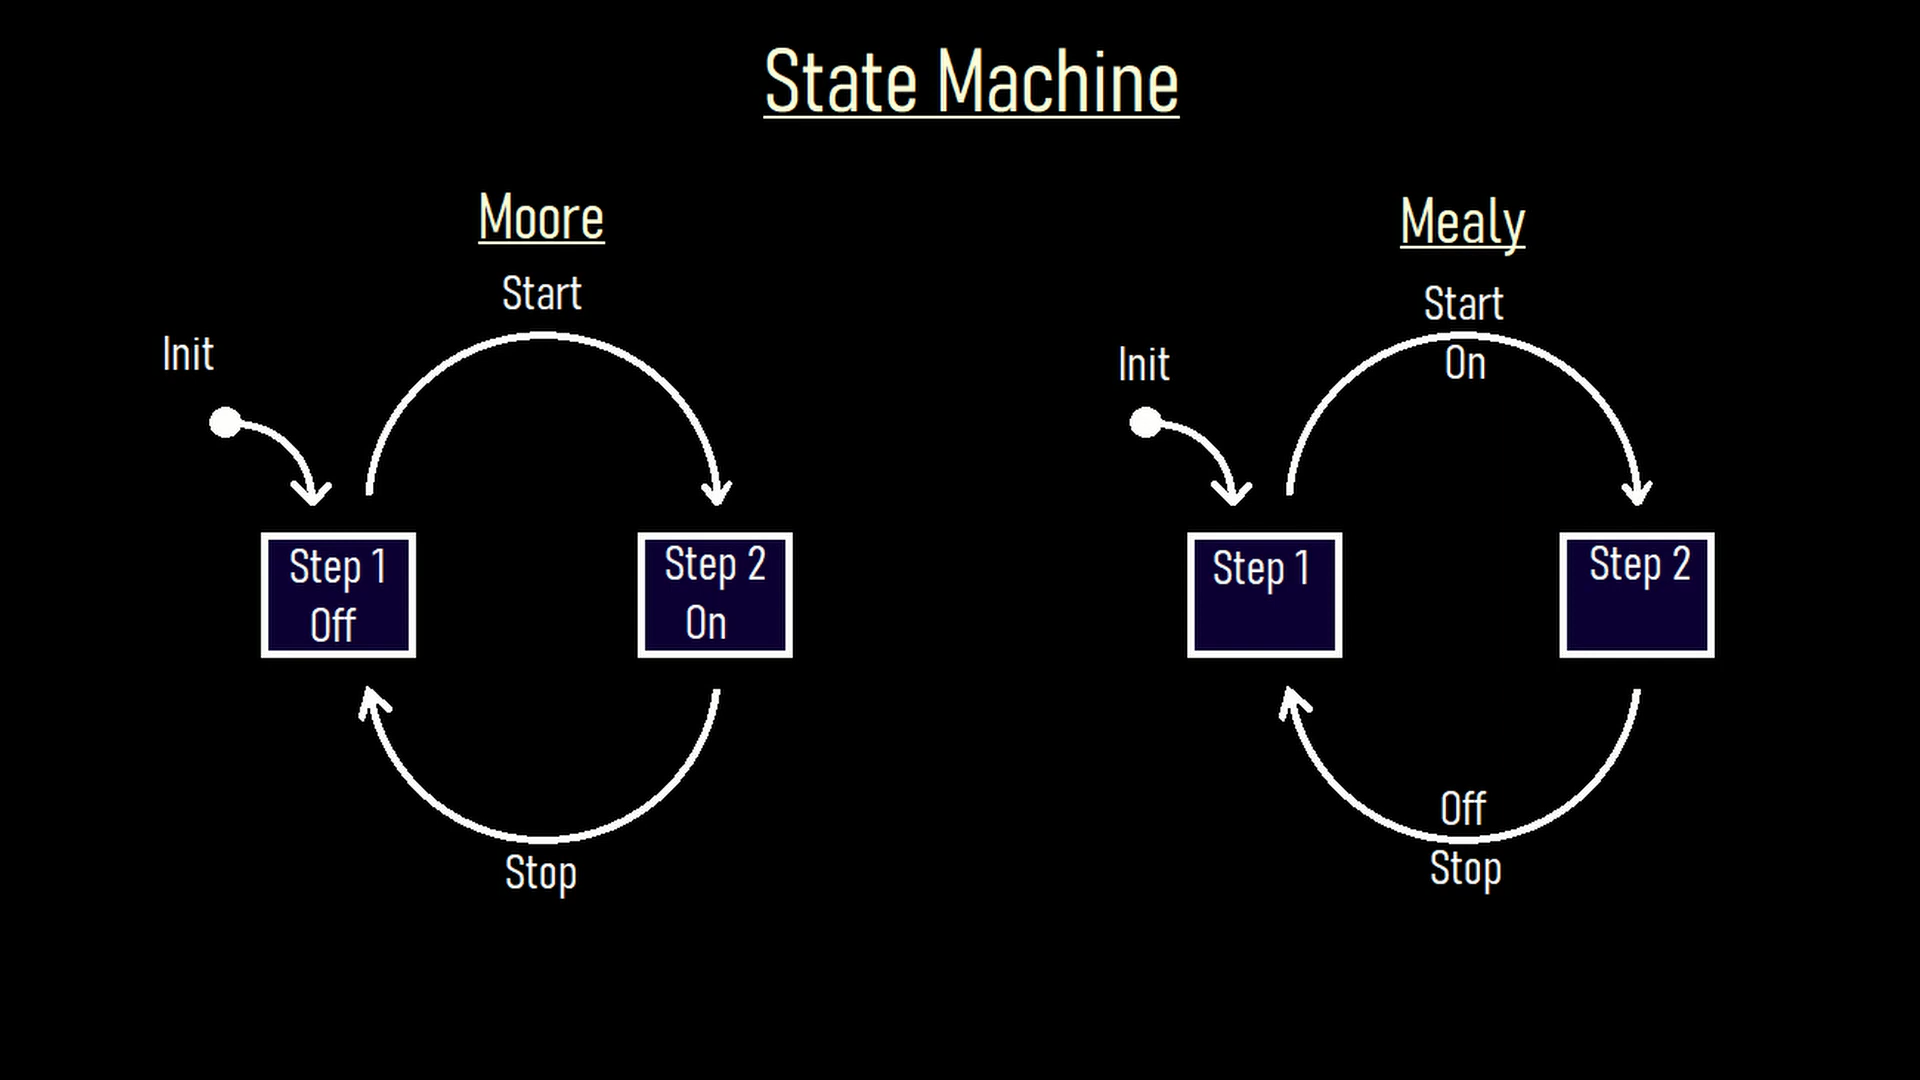 State Machine
Moore
Start
Init
Step 1
Off
Step 2
On
Stop
Mealy
Start
On
Init
Step 1
Step 2
Off
Stop